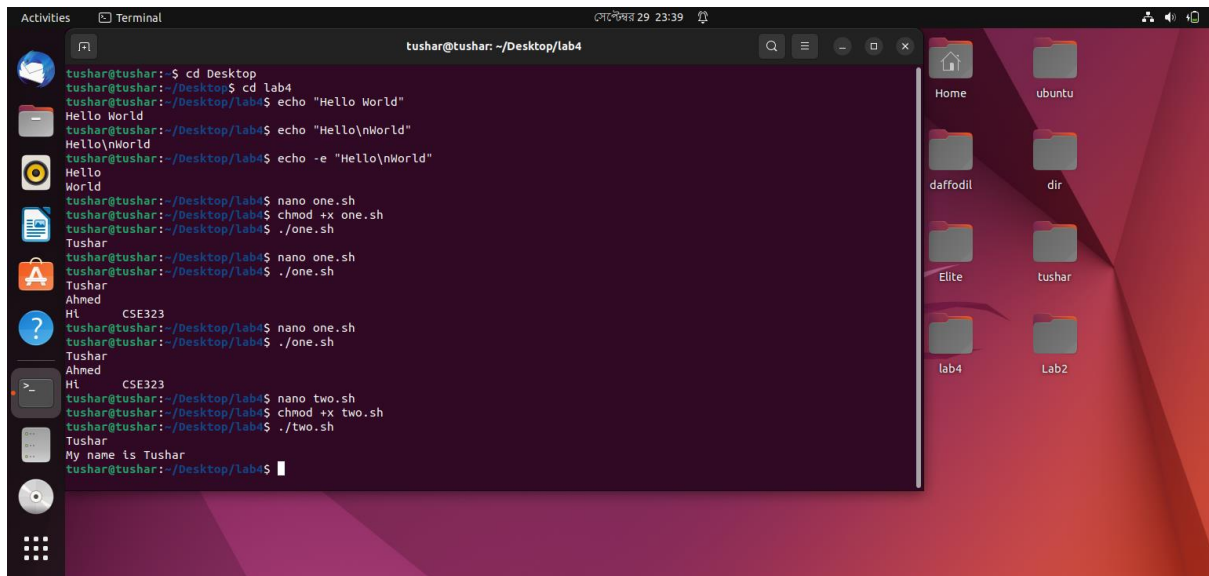 Activities Terminal সেপ্টেম্বর 29 23:39
tushar@tushar: ~/Desktop/lab4
tushar@tushar:~$ cd Desktop
tushar@tushar:~/Desktop$ cd lab4
tushar@tushar:~/Desktop/lab4$ echo "Hello World"
Hello World
tushar@tushar:~/Desktop/lab4$ echo "Hello\nWorld"
Hello\nWorld
tushar@tushar:~/Desktop/lab4$ echo -e "Hello\nWorld"
Hello
World
tushar@tushar:~/Desktop/lab4$ nano one.sh
tushar@tushar:~/Desktop/lab4$ chmod +x one.sh
tushar@tushar:~/Desktop/lab4$ ./one.sh
Tushar
tushar@tushar:~/Desktop/lab4$ nano one.sh
tushar@tushar:~/Desktop/lab4$ ./one.sh
Tushar
Ahmed
Hi CSE323
tushar@tushar:~/Desktop/lab4$ nano one.sh
tushar@tushar:~/Desktop/lab4$ ./one.sh
Tushar
Ahmed
Hi CSE323
tushar@tushar:~/Desktop/lab4$ nano two.sh
tushar@tushar:~/Desktop/lab4$ chmod +x two.sh
tushar@tushar:~/Desktop/lab4$ ./two.sh
Tushar
My name is Tushar
tushar@tushar:~/Desktop/lab4$
Home ubuntu
daffodil dir
Elite tushar
lab4 Lab2